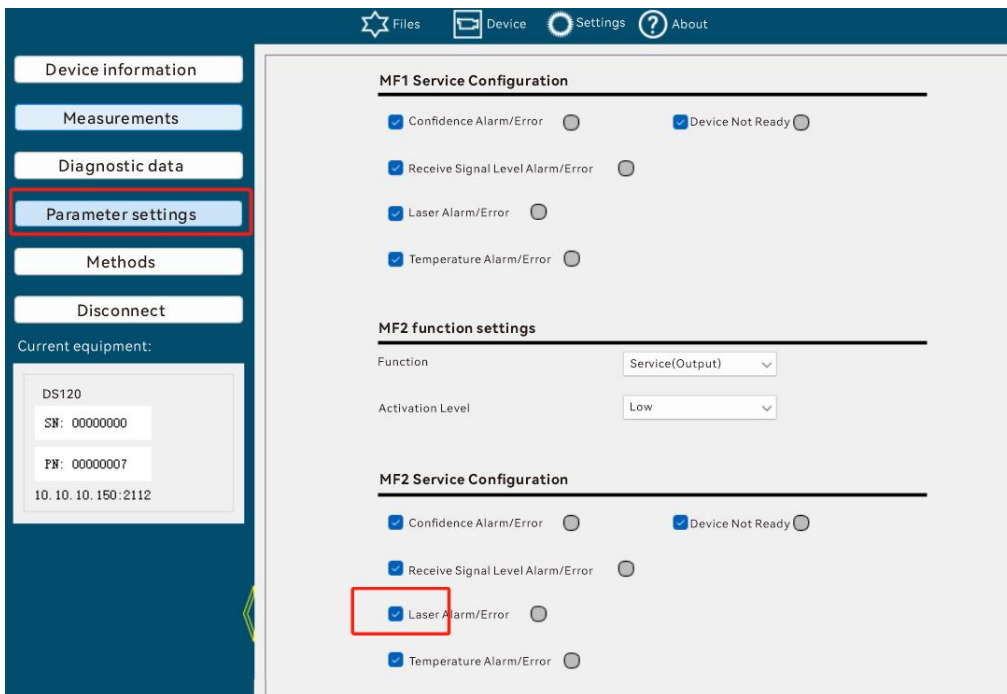 Files Device Settings About
Device information
Measurements
Diagnostic data
Parameter settings
Methods
Disconnect
Current equipment:
DS120
SN: 00000000
PN: 00000007
10.10.10.150:2112
MF1 Service Configuration
Confidence Alarm/Error Device Not Ready
Receive Signal Level Alarm/Error
Laser Alarm/Error
Temperature Alarm/Error
MF2 function settings
Function Service(Output)
Activation Level Low
MF2 Service Configuration
Confidence Alarm/Error Device Not Ready
Receive Signal Level Alarm/Error
Laser Alarm/Error
Temperature Alarm/Error